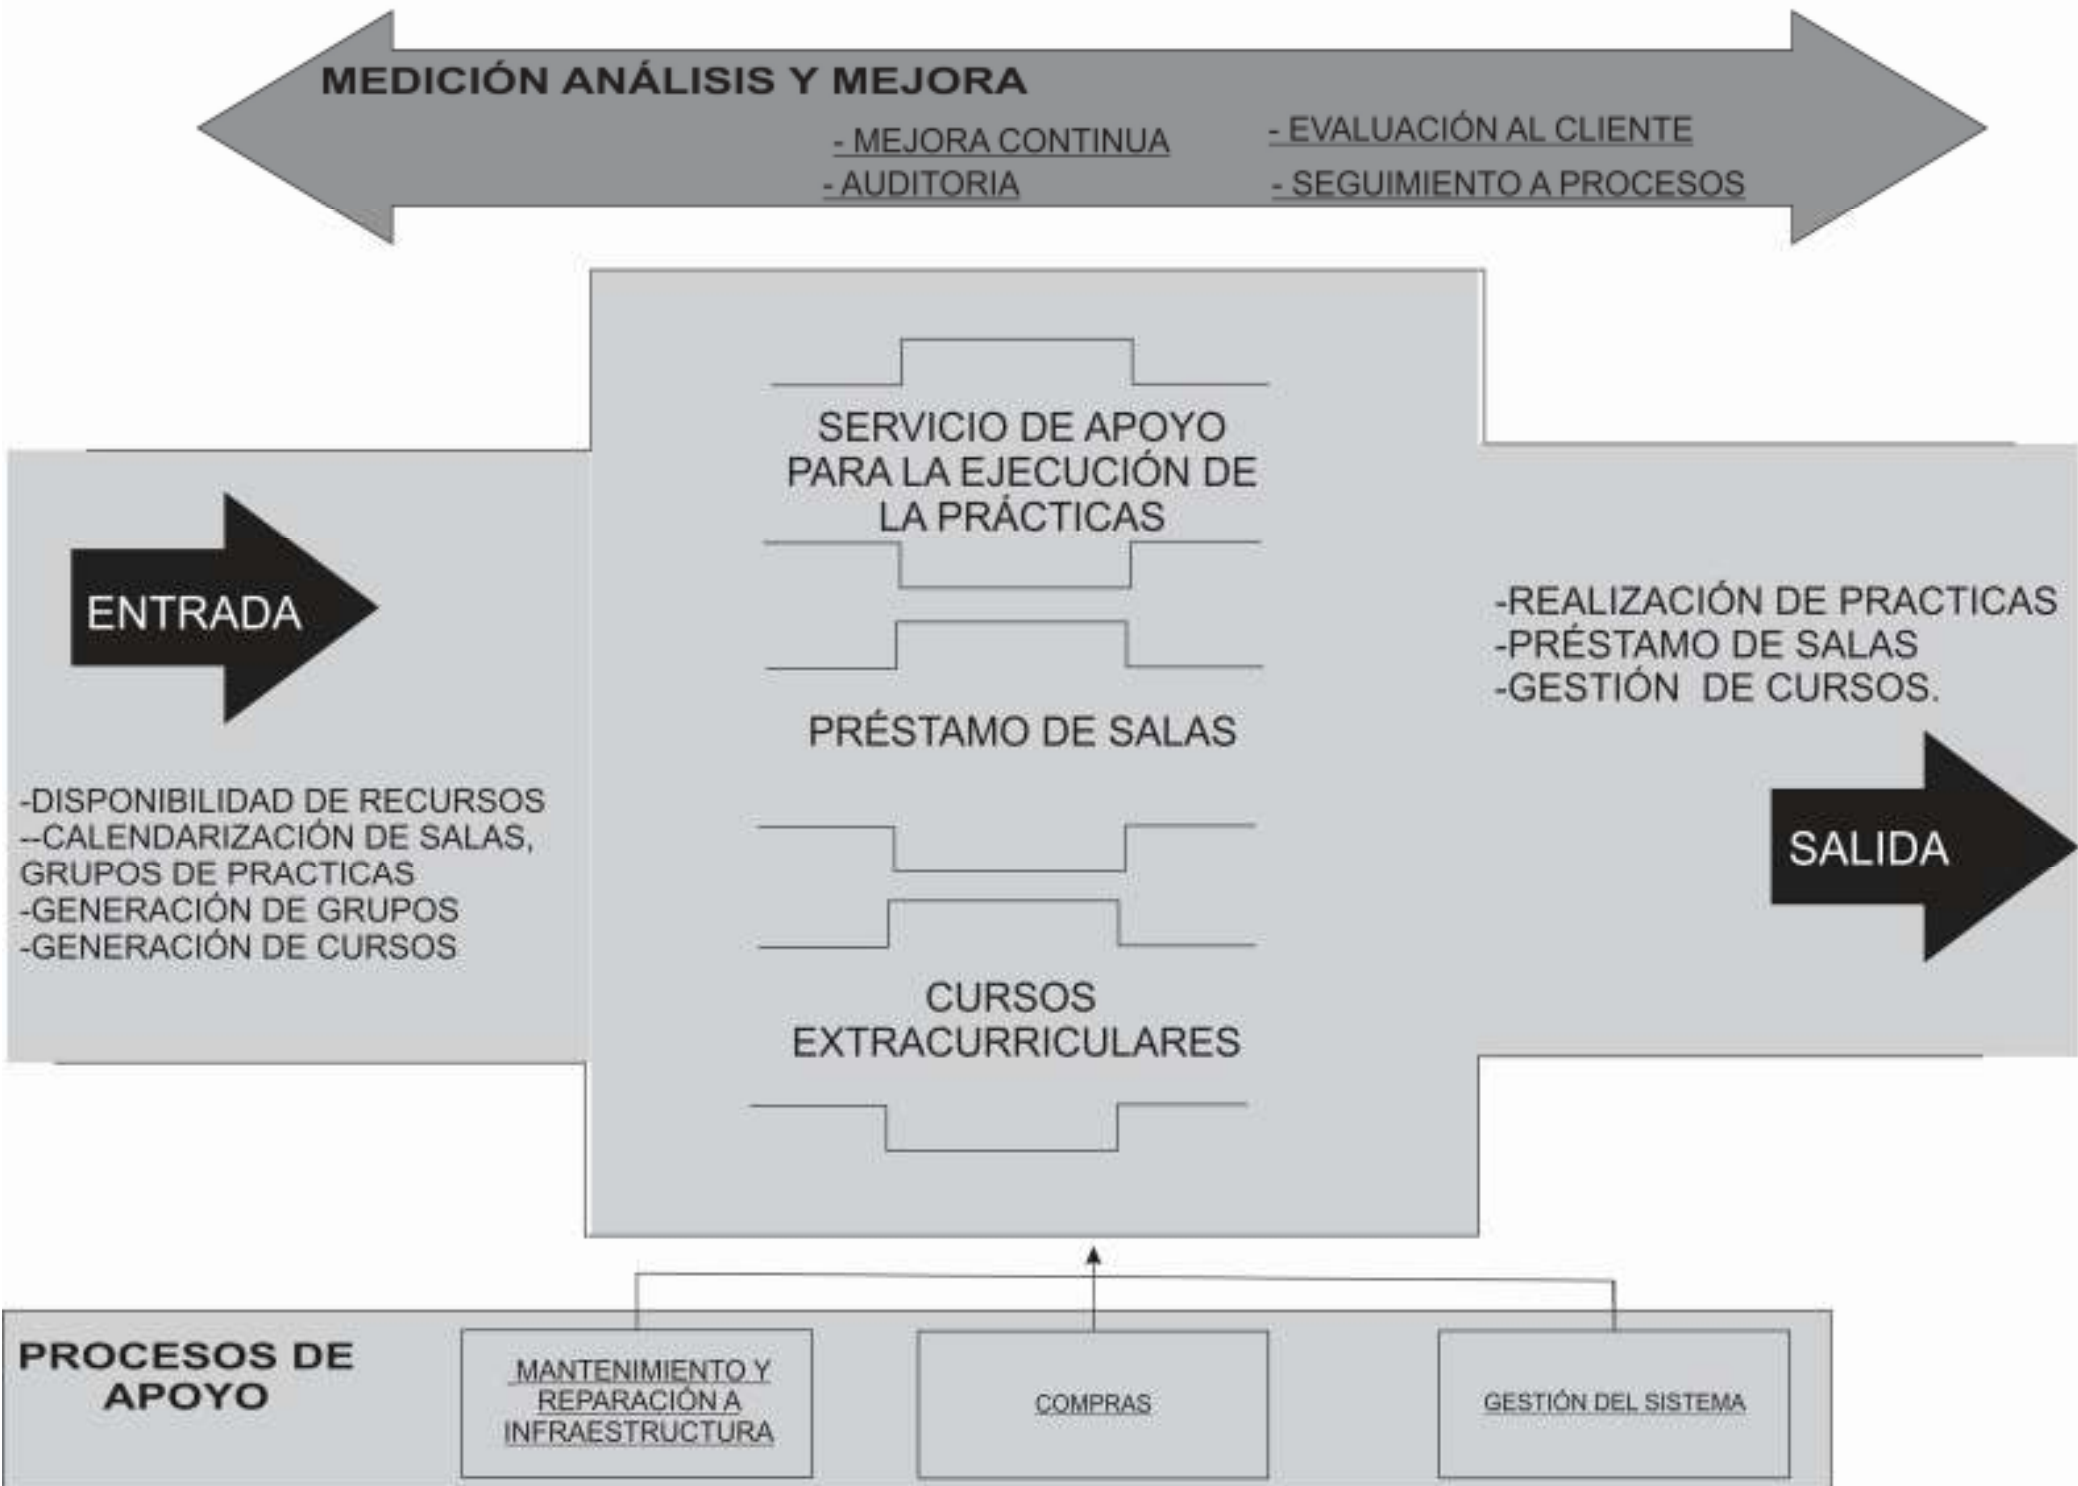 MEDICIÓN ANÁLISIS Y MEJORA
- MEJORA CONTINUA
- AUDITORIA
- EVALUACIÓN AL CLIENTE
- SEGUIMIENTO A PROCESOS
ENTRADA
-DISPONIBILIDAD DE RECURSOS
--CALENDARIZACIÓN DE SALAS,
GRUPOS DE PRACTICAS
-GENERACIÓN DE GRUPOS
-GENERACIÓN DE CURSOS
SERVICIO DE APOYO
PARA LA EJECUCIÓN DE
LA PRÁCTICAS
PRÉSTAMO DE SALAS
CURSOS
EXTRACURRICULARES
-REALIZACIÓN DE PRACTICAS
-PRÉSTAMO DE SALAS
-GESTIÓN DE CURSOS.
SALIDA
PROCESOS DE
APOYO
MANTENIMIENTO Y
REPARACIÓN A
INFRAESTRUCTURA
COMPRAS
GESTIÓN DEL SISTEMA